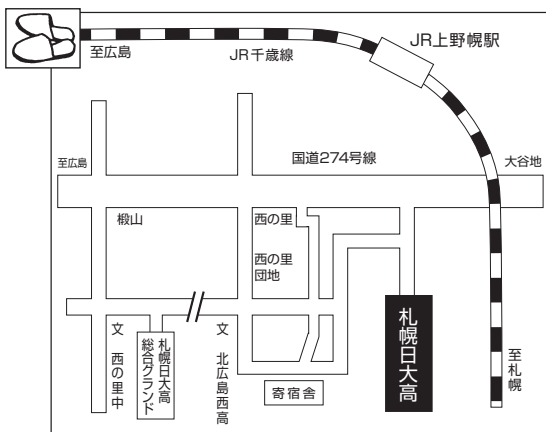 至広島
JR千歳線
JR上野幌駅
至広島
国道274号線
大谷地
椴山
西の里
西の里
団地
文 西の里中
札幌日大高
総合グランド
文 北広島西高
寄宿舎
札幌日大高
至札幌